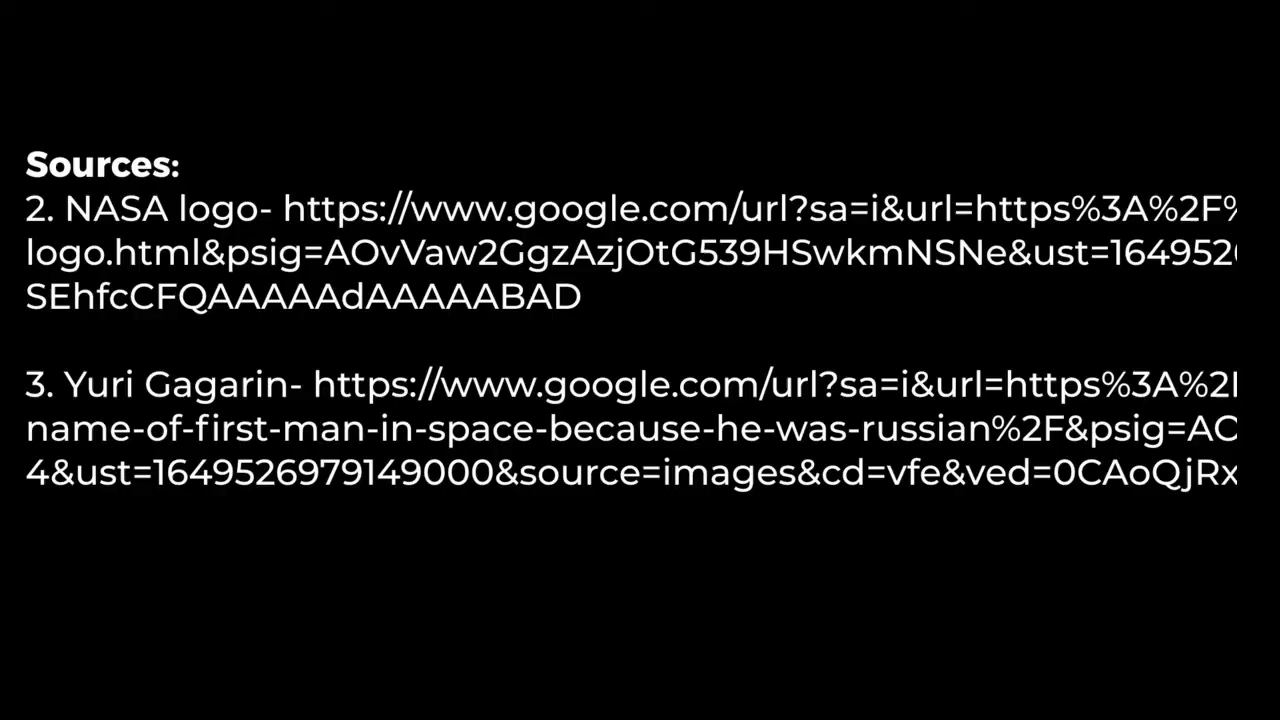 Sources:
2. NASA logo- https://www.google.com/url?sa=i&url=https%3A%2F%
logo.html&psig=AOvVaw2GgzAzjOtG539HSwkmNSNe&ust=164952
SEhfcCFQAAAAAdAAAAABAD
3. Yuri Gagarin- https://www.google.com/url?sa=i&url=https%3A%2
name-of-first-man-in-space-because-he-was-russian%2F&psig=AO
4&ust=1649526979149000&source=images&cd=vfe&ved=0CAoQjRx